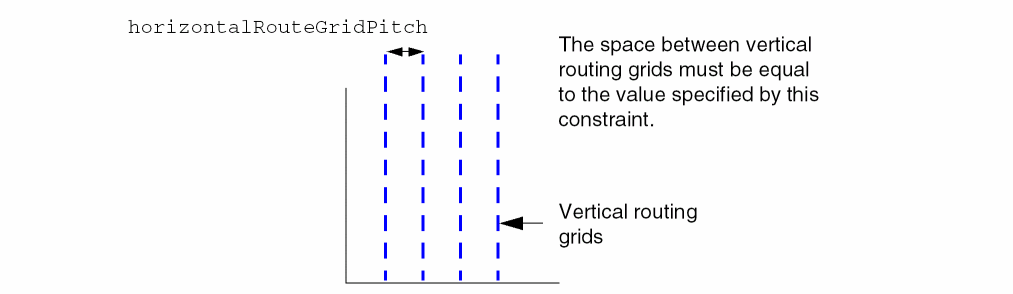 horizontalRouteGridPitch
The space between vertical
routing grids must be equal
to the value specified by this
constraint.
Vertical routing
grids